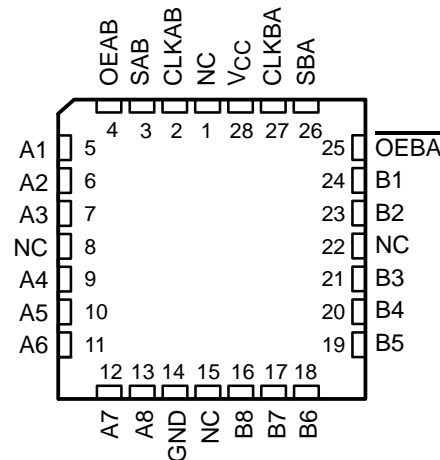 OEAB SAB CLKAB NC VCC CLKBA SBA
4 3 2 1 28 27 26
A1 5 25 OEBA
A2 6 24 B1
A3 7 23 B2
NC 8 22 NC
A4 9 21 B3
A5 10 20 B4
A6 11 19 B5
12 13 14 15 16 17 18
A7 A8 GND NC B8 B7 B6